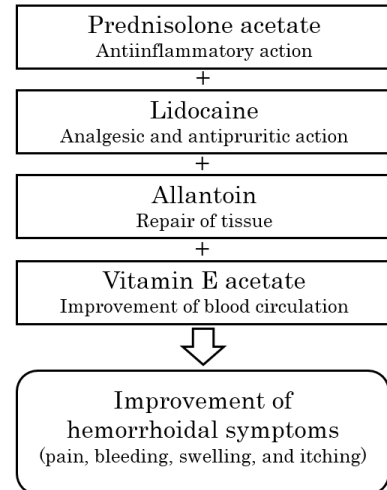 Prednisolone acetate
Antiinflammatory action
+
Lidocaine
Analgesic and antipruritic action
+
Allantoin
Repair of tissue
+
Vitamin E acetate
Improvement of blood circulation
Improvement of
hemorrhoidal symptoms
(pain, bleeding, swelling, and itching)